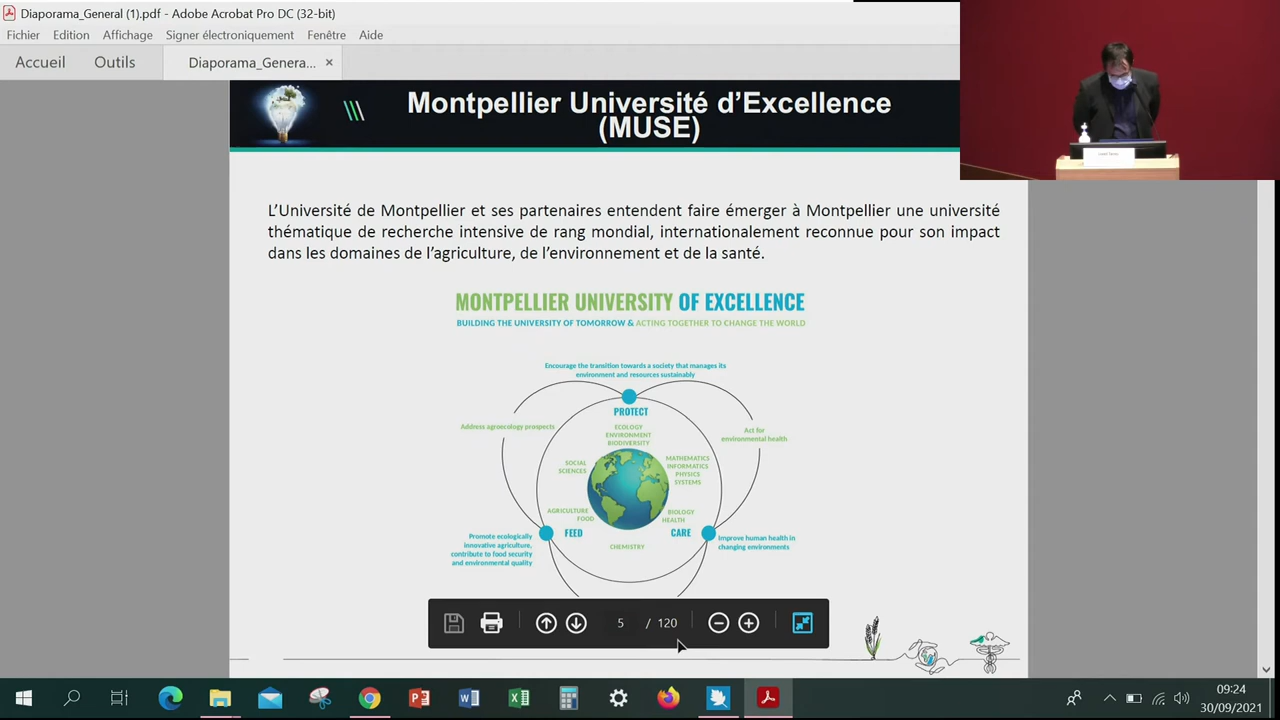 Diaporama_General (1).pdf - Adobe Acrobat Pro DC (32-bit)
Fichier Edition Affichage Signer électroniquement Fenêtre Aide
Accueil Outils Diaporama_Genera... ×
Montpellier Université d’Excellence
(MUSE)
L’Université de Montpellier et ses partenaires entendent faire émerger à Montpellier une université
thématique de recherche intensive de rang mondial, internationalement reconnue pour son impact
dans les domaines de l’agriculture, de l’environnement et de la santé.
MONTPELLIER UNIVERSITY OF EXCELLENCE
BUILDING THE UNIVERSITY OF TOMORROW & ACTING TOGETHER TO CHANGE THE WORLD
Encourage the transition towards a society that manages its
environment and resources sustainably
PROTECT
Address agroecology prospects
ECOLOGY
ENVIRONMENT
BIODIVERSITY
Act for
environmental health
SOCIAL
SCIENCES
MATHEMATICS
INFORMATICS
PHYSICS
SYSTEMS
AGRICULTURE
FOOD
BIOLOGY
HEALTH
FEED
CARE
CHEMISTRY
Promote ecologically
innovative agriculture,
contribute to food security
and environmental quality
Improve human health in
changing environments
5 / 120
09:24
30/09/2021